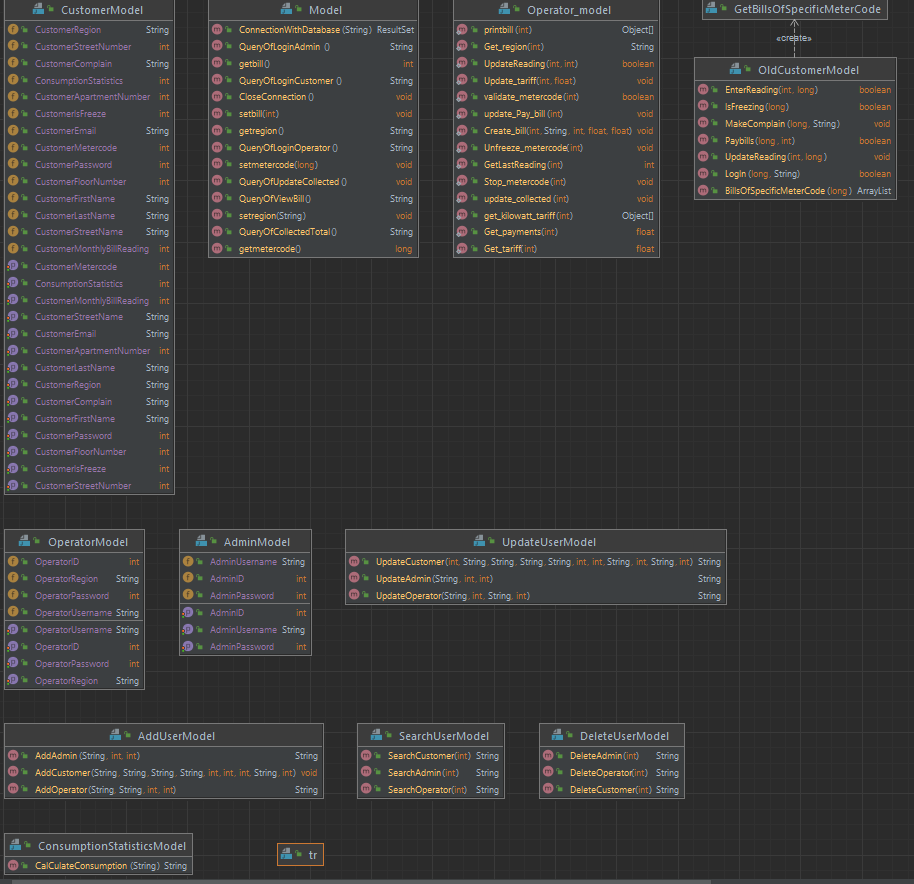 CustomerModel
CustomerRegion String
CustomerStreetNumber int
CustomerComplain String
ConsumptionStatistics int
CustomerApartmentNumber int
CustomerIsFreeze int
CustomerEmail String
CustomerMetercode int
CustomerPassword int
CustomerFloorNumber int
CustomerFirstName String
CustomerLastName String
CustomerStreetName String
CustomerMonthlyBillReading int
CustomerMetercode int
ConsumptionStatistics int
CustomerMonthlyBillReading int
CustomerStreetName String
CustomerEmail String
CustomerApartmentNumber int
CustomerLastName String
CustomerRegion String
CustomerComplain String
CustomerFirstName String
CustomerPassword int
CustomerFloorNumber int
CustomerIsFreeze int
CustomerStreetNumber int
Model
ConnectionWithDatabase (String) ResultSet
QueryOfLoginAdmin () String
getbill() int
QueryOfLoginCustomer () String
CloseConnection () void
setbill(int) void
getregion() String
QueryOfLoginOperator () String
setmetercode(long) void
QueryOfUpdateCollected () void
QueryOfViewBill() String
setregion(String) void
QueryOfCollectedTotal() String
getmetercode() long
Operator_model
printbill (int) Object[]
Get_region(int) String
UpdateReading(int, int) boolean
Update_tariff(int, float) void
validate_metercode(int) boolean
update_Pay_bill (int) void
Create_bill(int, String, int, float, float) void
Unfreeze_metercode(int) void
GetLastReading(int) int
Stop_metercode(int) void
update_collected (int) void
get_kilowatt_tariff(int) Object[]
Get_payments(int) float
Get_tariff(int) float
GetBillsOfSpecificMeterCode
«create»
OldCustomerModel
EnterReading(int, long) boolean
IsFreezing(long) boolean
MakeComplain (long, String) void
Paybills(long, int) boolean
UpdateReading(int, long) void
LogIn (long, String) boolean
BillsOfSpecificMeterCode (long) ArrayList
OperatorModel
OperatorID int
OperatorRegion String
OperatorPassword int
OperatorUsername String
OperatorUsername String
OperatorID int
OperatorPassword int
OperatorRegion String
AdminModel
AdminUsername String
AdminID int
AdminPassword int
AdminID int
AdminUsername String
AdminPassword int
UpdateUserModel
UpdateCustomer(int, String, String, String, String, int, int, String, int, String, int) String
UpdateAdmin(String, int, int) String
UpdateOperator(String, int, String, int) String
AddUserModel
AddAdmin (String, int, int) String
AddCustomer(String, String, String, String, int, int, int, String, int) void
AddOperator(String, String, int, int) String
SearchUserModel
SearchCustomer(int) String
SearchAdmin(int) String
SearchOperator(int) String
DeleteUserModel
DeleteAdmin(int) String
DeleteOperator(int) String
DeleteCustomer(int) String
ConsumptionStatisticsModel
CalCulateConsumption (String) String
tr